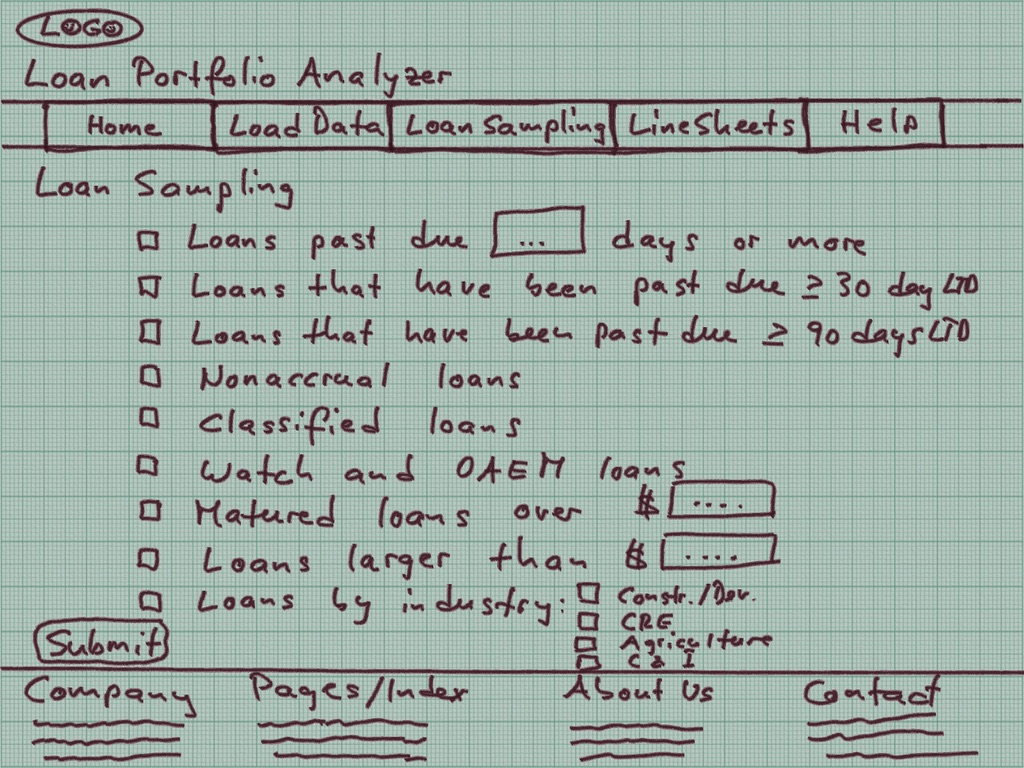 LOGO
Loan Portfolio Analyzer
Home Load Data Loan Sampling LineSheets Help
Loan Sampling
Loans past due ... days or more
Loans that have been past due ≥ 30 day LTD
Loans that have been past due ≥ 90 days LTD
Nonaccrual loans
Classified loans
Watch and OAEM loans
Matured loans over $ ....
Loans larger than $ ....
Loans by industry: Constr./Dev.
CRE
Agriculture
C & I
Submit
Company Pages/Index About Us Contact